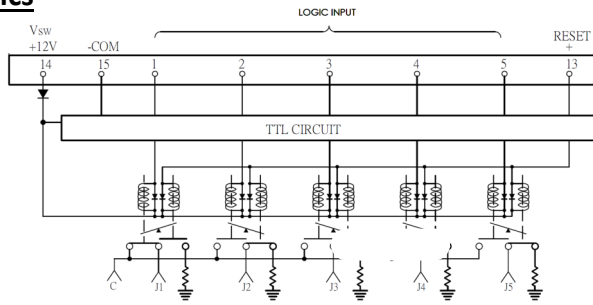 LOGIC INPUT
Vsw
+12V
-COM
RESET
+
14
15
1
2
3
4
5
13
TTL CIRCUIT
C
J1
J2
J3
J4
J5